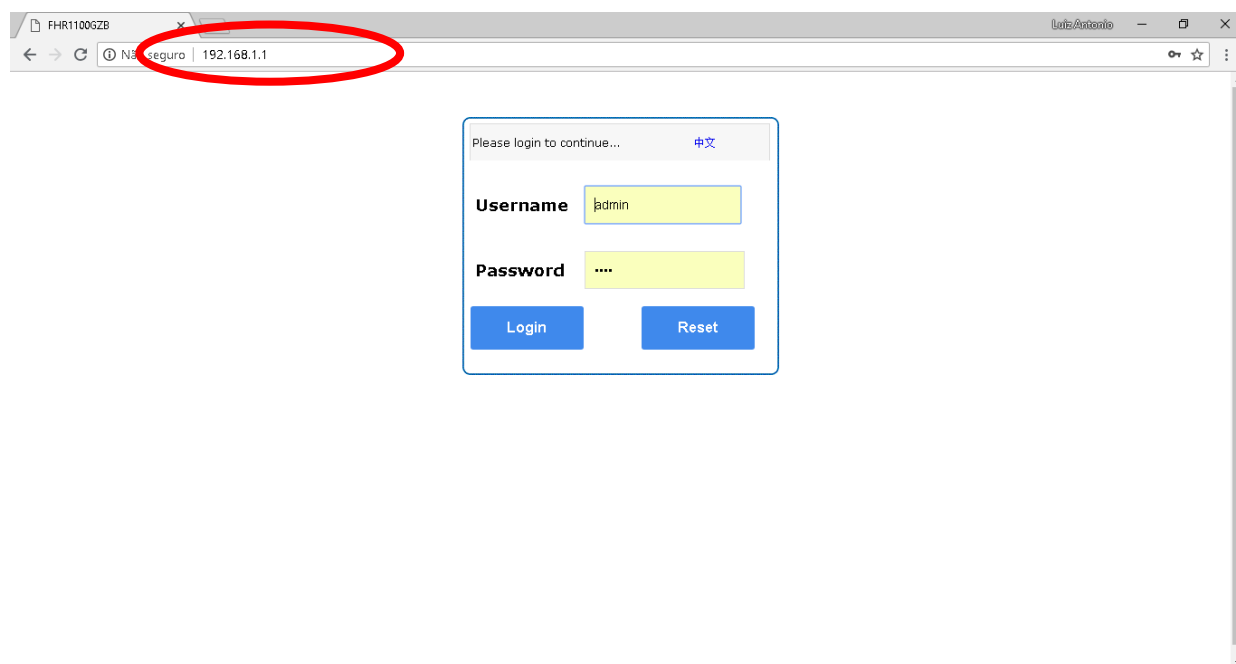 FHR1100GZB
Luiz Antonio
Não seguro | 192.168.1.1
Please login to continue... 中文
Username admin
Password ••••
Login Reset